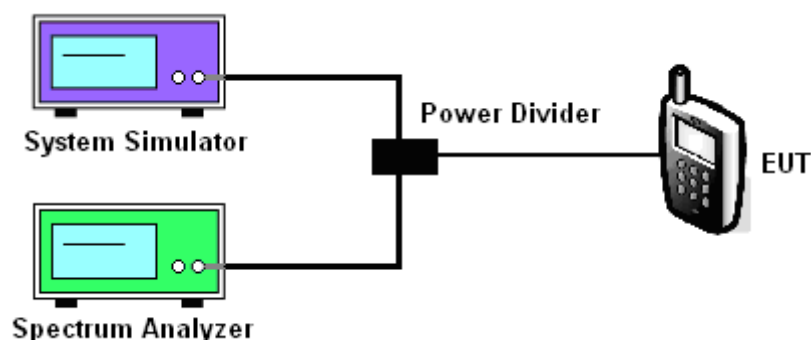 System Simulator
Power Divider
EUT
Spectrum Analyzer